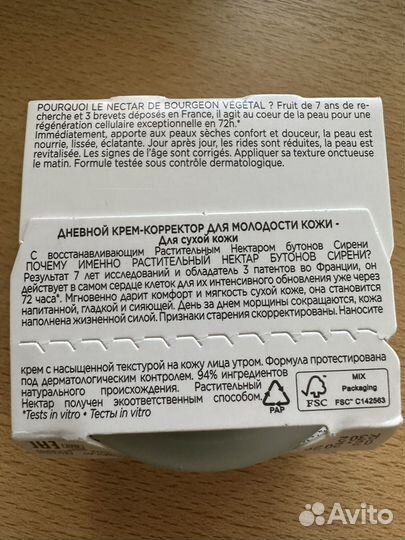 POURQUOI LE NECTAR DE BOURGEON VÉGÉTAL ? Fruit de 7 ans de re-
cherche et 3 brevets déposés en France, il agit au coeur de la peau pour une
régénération cellulaire exceptionnelle en 72h.*
Immédiatement, apporte aux peaux sèches confort et douceur, la peau est
nourrie, lissée, éclatante. Jour après jour, les rides sont réduites, la peau est
revitalisée. Les signes de l'âge sont corrigés. Appliquer sa texture onctueuse
le matin. Formule testée sous contrôle dermatologique.
ДНЕВНОЙ КРЕМ-КОРРЕКТОР ДЛЯ МОЛОДОСТИ КОЖИ -
Для сухой кожи
С восстанавливающим Растительным Нектаром бутонов Сирени
ПОЧЕМУ ИМЕННО РАСТИТЕЛЬНЫЙ НЕКТАР БУТОНОВ СИРЕНИ?
Результат 7 лет исследований и обладатель 3 патентов во Франции, он
действует в самом сердце клеток для их интенсивного обновления уже через
72 часа*. Мгновенно дарит комфорт и мягкость сухой коже, она становится
напитанной, гладкой и сияющей. День за днем морщины сокращаются, кожа
наполнена жизненной силой. Признаки старения скорректированы. Наносите
крем с насыщенной текстурой на кожу лица утром. Формула протестирована
под дерматологическим контролем. 94% ингредиентов
натурального происхождения. Растительный
Нектар получен экоответственным способом.
*Tests in vitro • Тесты in vitro
21
PAP
FSC
MIX
Packaging
FSC® C142563
EAC
Avito